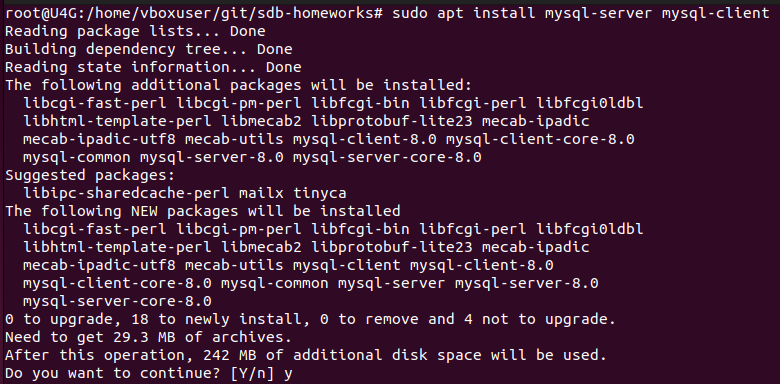 root@U4G:/home/vboxuser/git/sdb-homeworks# sudo apt install mysql-server mysql-client
Reading package lists... Done
Building dependency tree... Done
Reading state information... Done
The following additional packages will be installed:
  libcgi-fast-perl libcgi-pm-perl libfcgi-bin libfcgi-perl libfcgi0ldbl
  libhtml-template-perl libmecab2 libprotobuf-lite23 mecab-ipadic
  mecab-ipadic-utf8 mecab-utils mysql-client-8.0 mysql-client-core-8.0
  mysql-common mysql-server-8.0 mysql-server-core-8.0
Suggested packages:
  libipc-sharedcache-perl mailx tinyca
The following NEW packages will be installed
  libcgi-fast-perl libcgi-pm-perl libfcgi-bin libfcgi-perl libfcgi0ldbl
  libhtml-template-perl libmecab2 libprotobuf-lite23 mecab-ipadic
  mecab-ipadic-utf8 mecab-utils mysql-client mysql-client-8.0
  mysql-client-core-8.0 mysql-common mysql-server mysql-server-8.0
  mysql-server-core-8.0
0 to upgrade, 18 to newly install, 0 to remove and 4 not to upgrade.
Need to get 29.3 MB of archives.
After this operation, 242 MB of additional disk space will be used.
Do you want to continue? [Y/n] y